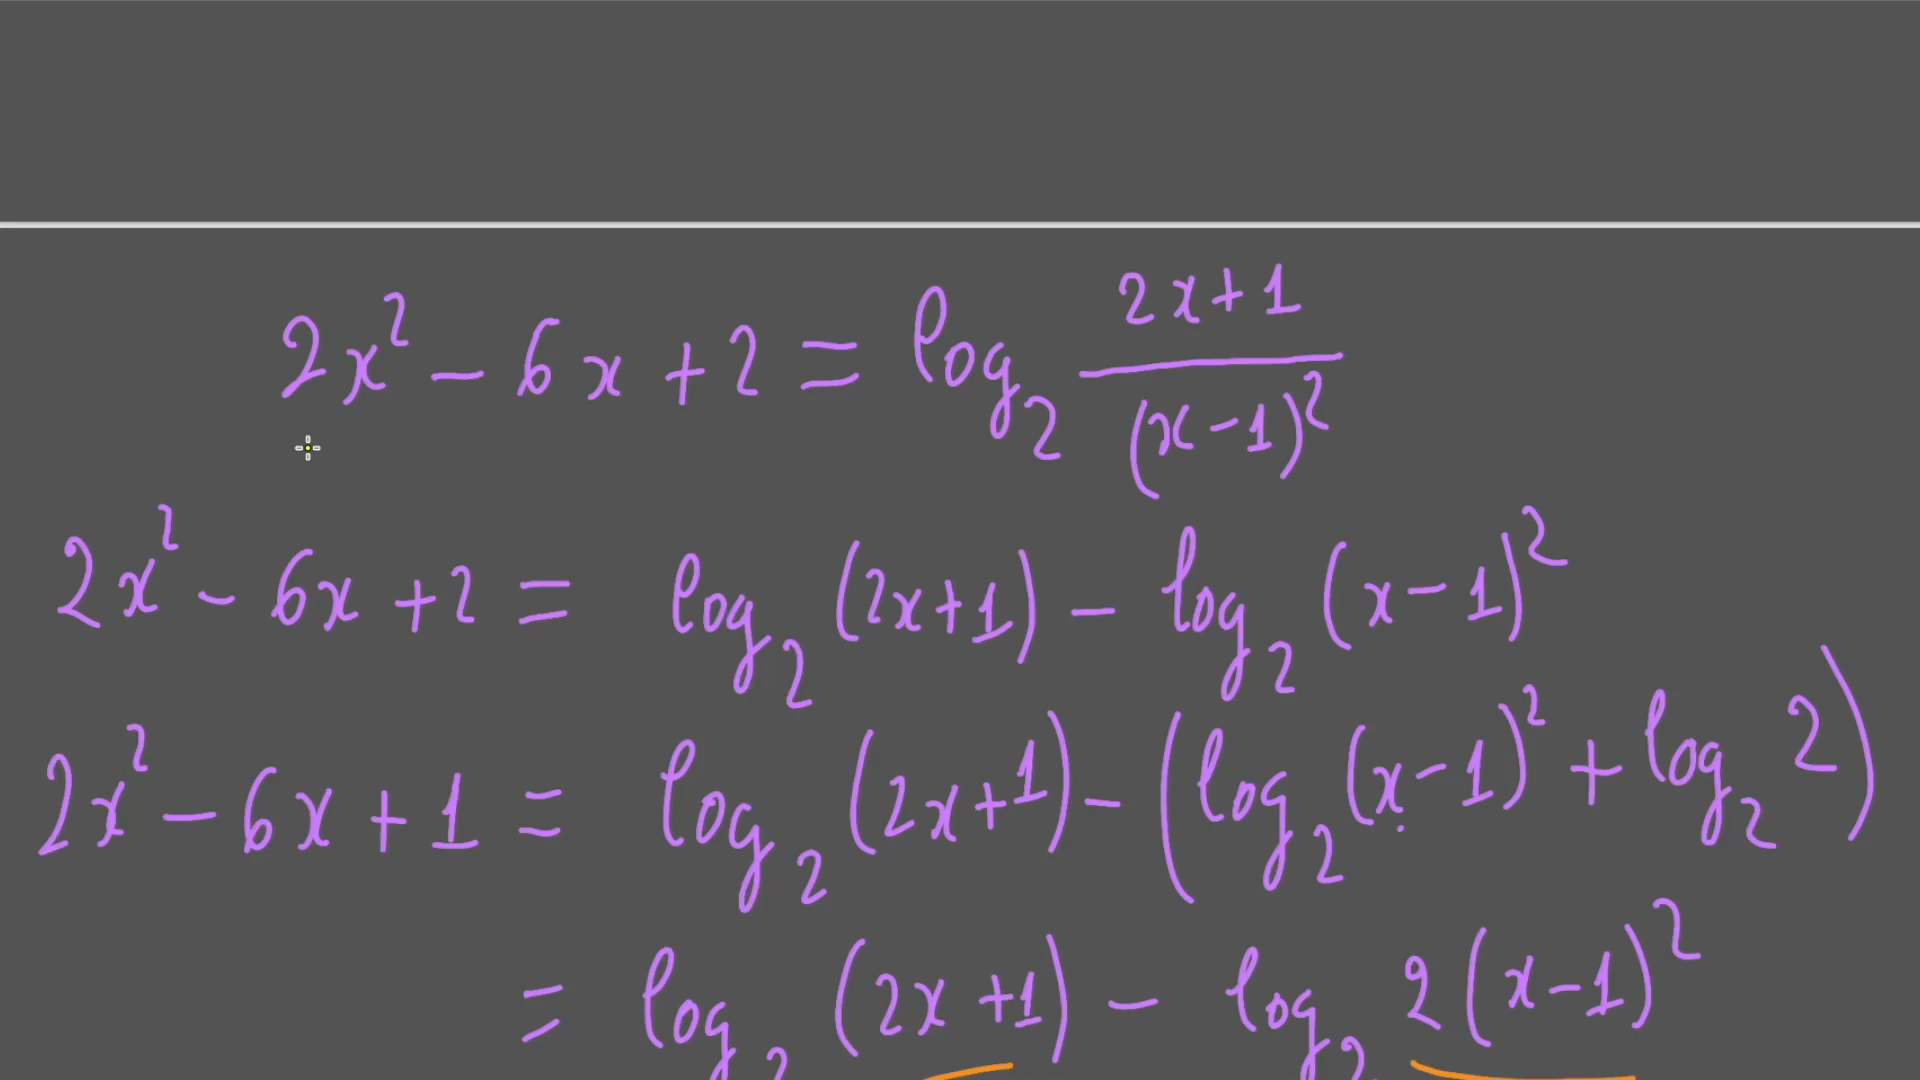 2x² - 6x + 2 = log₂ (2x+1)/(x-1)²
2x² - 6x + 2 = log₂ (2x+1) - log₂ (x-1)²
2x² - 6x + 1 = log₂ (2x+1) - (log₂ (x-1)² + log₂ 2)
= log₂ (2x+1) - log₂ 2(x-1)²